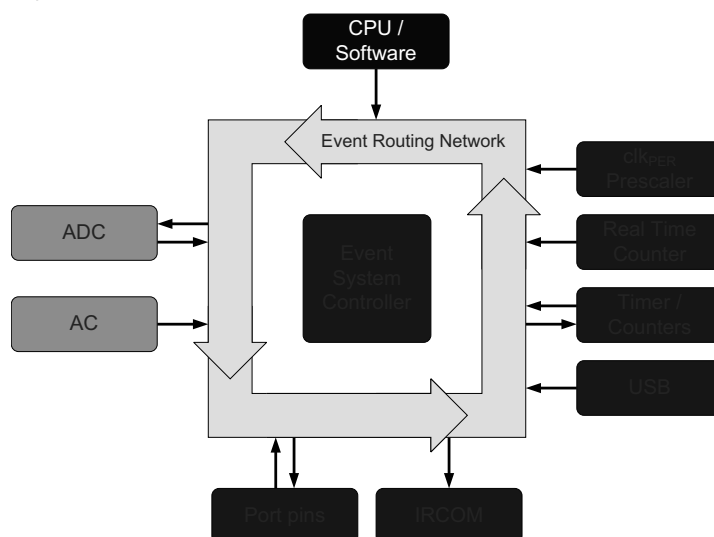 CPU /
Software
Event Routing Network
clkPER
Prescaler
ADC
Event
System
Controller
Real Time
Counter
AC
Timer /
Counters
USB
Port pins
IRCOM